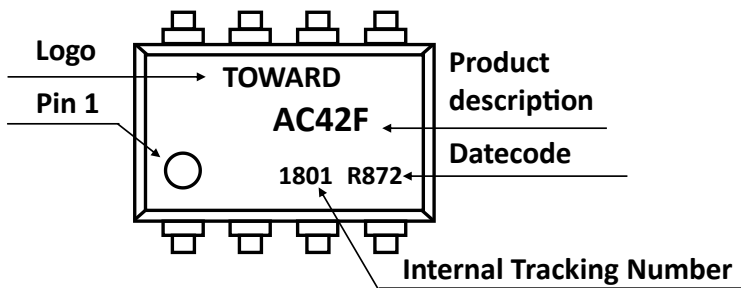 Logo
TOWARD
Product
description
Pin 1
AC42F
Datecode
1801 R872
Internal Tracking Number